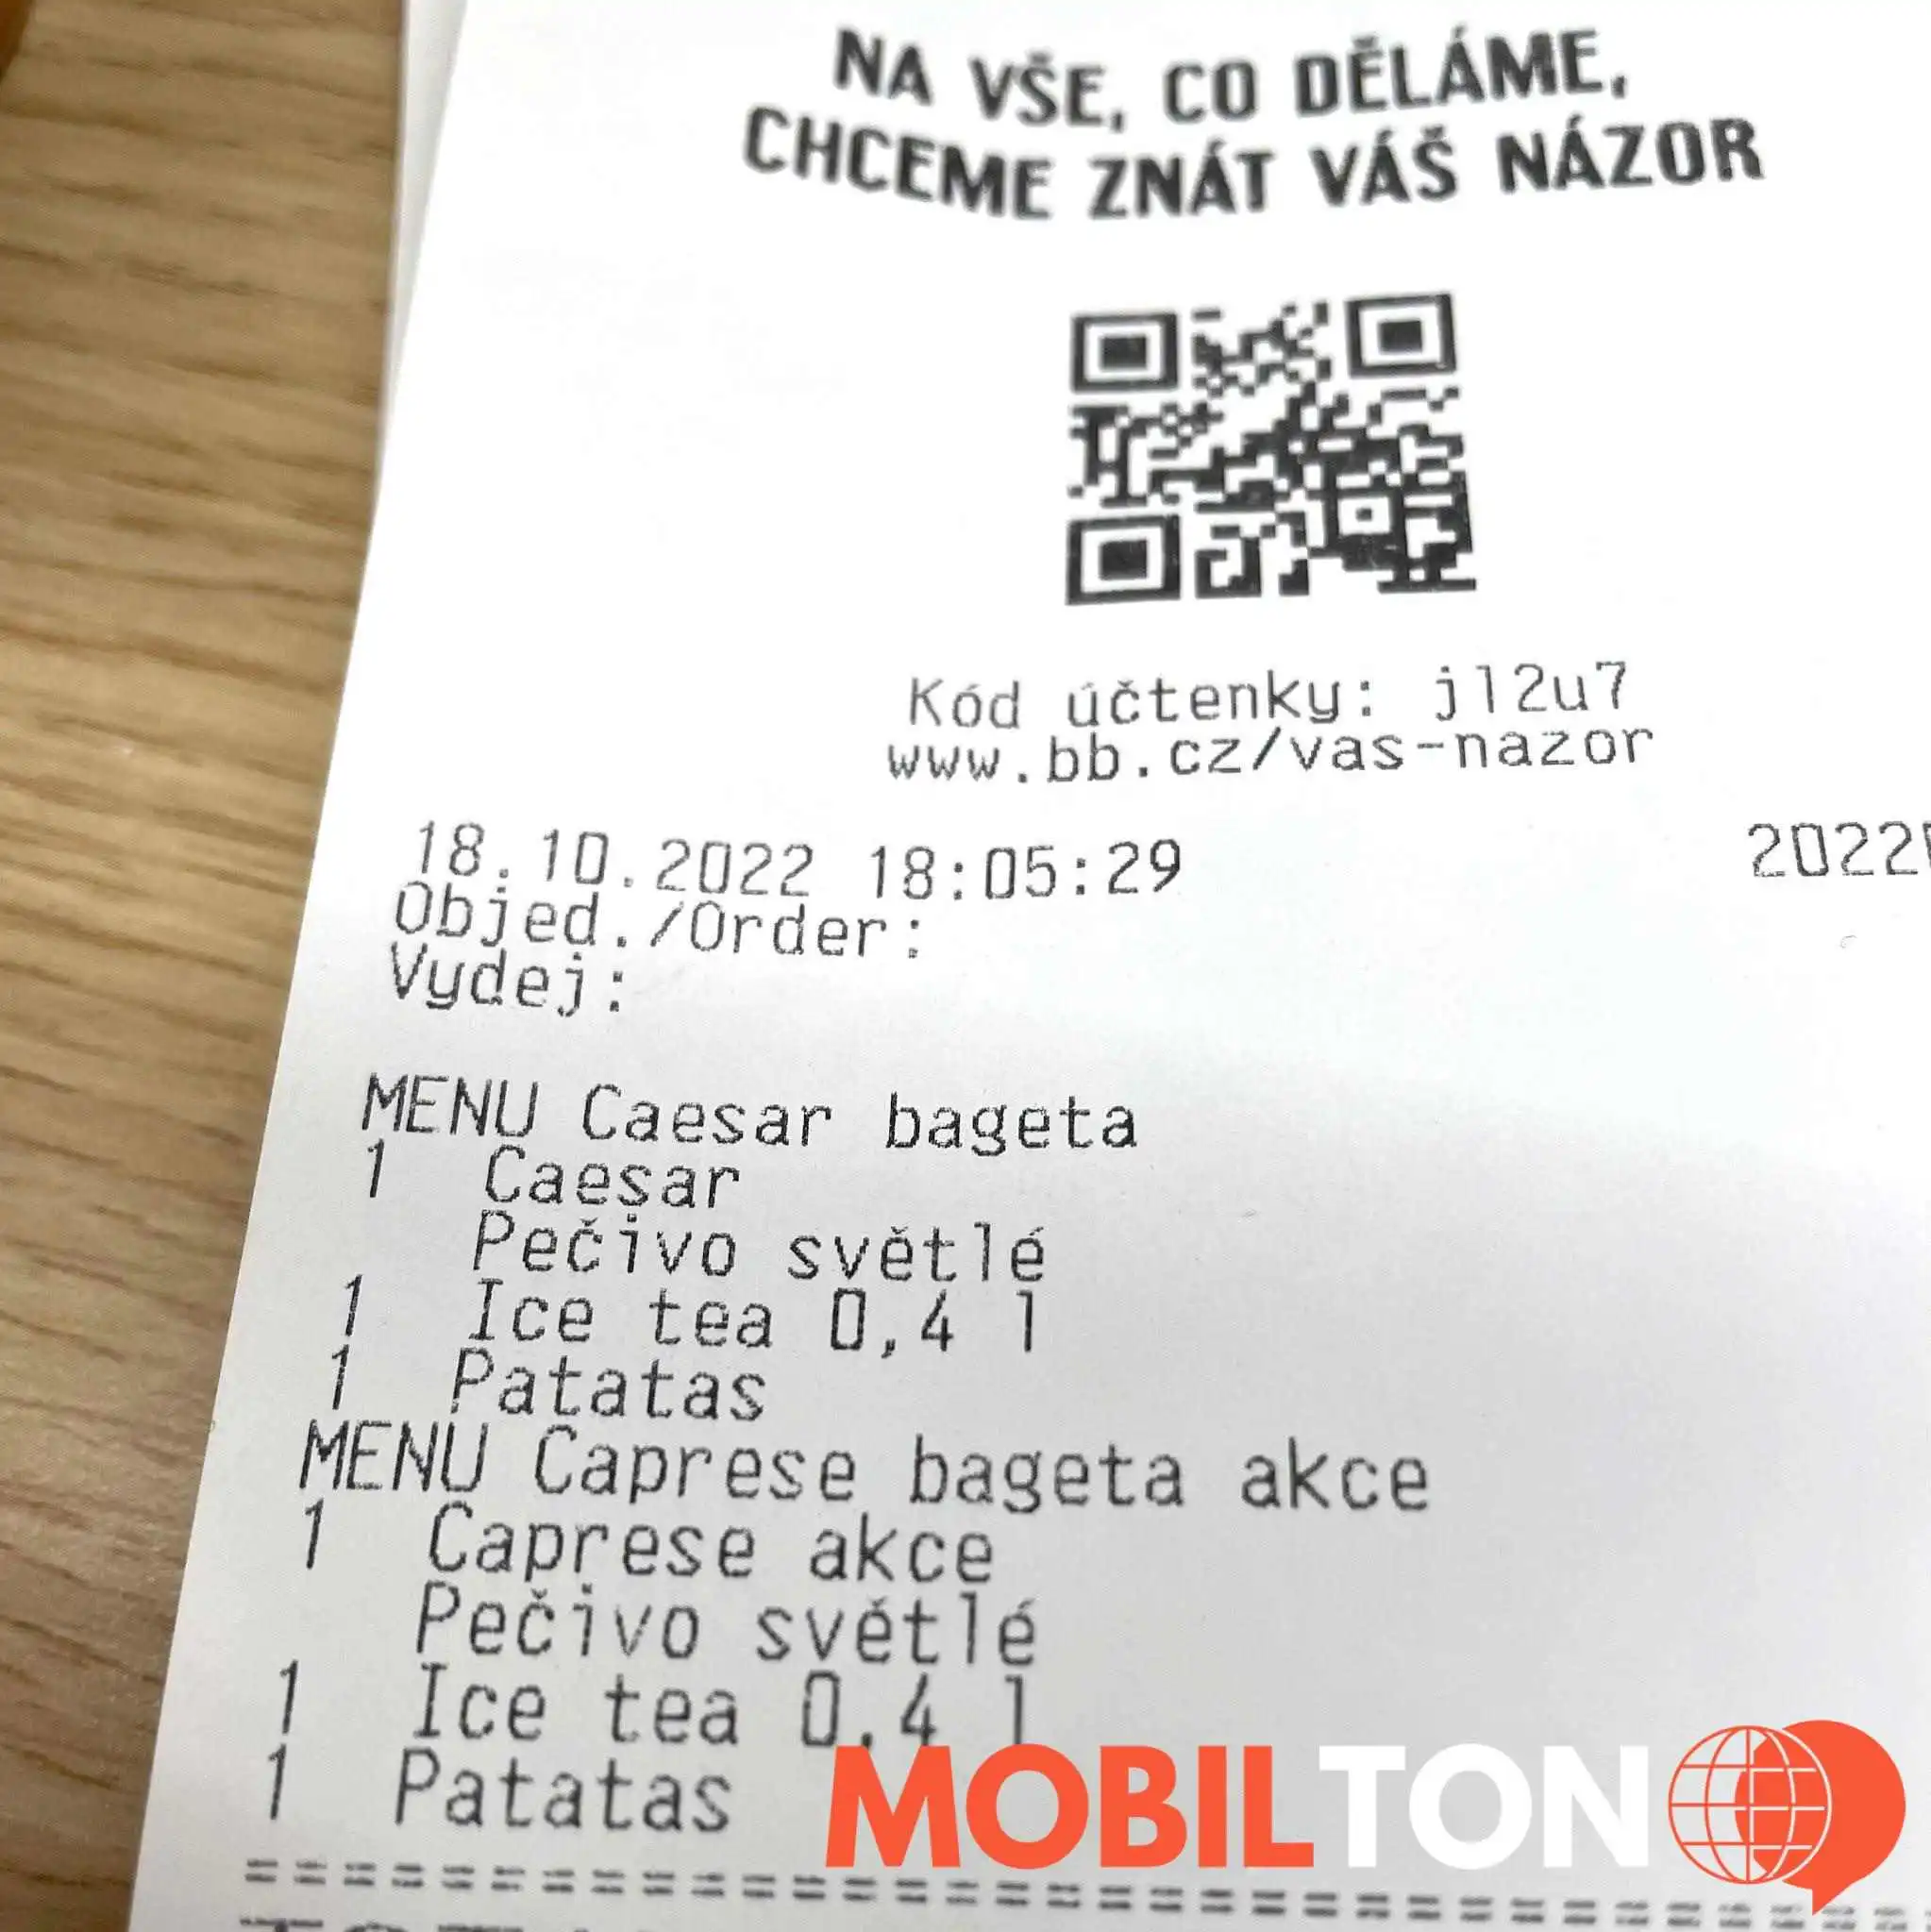 NA VŠE, CO DĚLÁME,
CHCEME ZNÁT VÁŠ NÁZOR
Kód účtenky: jl2u7
www.bb.cz/vas-nazor
18.10.2022 18:05:29 2022
Objed./Order:
Vydej:
MENU Caesar bageta
1 Caesar
Pečivo světlé
1 Ice tea 0,4 l
1 Patatas
MENU Caprese bageta akce
1 Caprese akce
Pečivo světlé
1 Ice tea 0,4 l
1 Patatas
MOBILTON